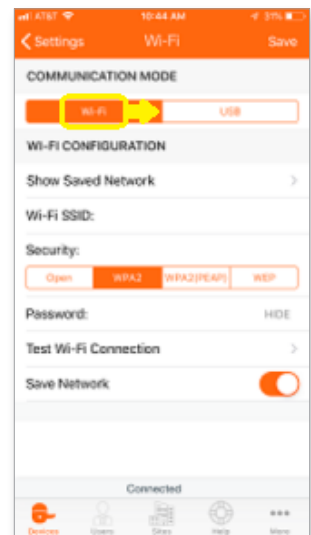 AT&T 10:44 AM 31%
Settings Wi-Fi Save
COMMUNICATION MODE
Wi-Fi USB
WI-FI CONFIGURATION
Show Saved Network
Wi-Fi SSID:
Security:
Open WPA2 WPA2(PEAP) WEP
Password: HIDE
Test Wi-Fi Connection
Save Network
Connected
Devices Users Sites Help More